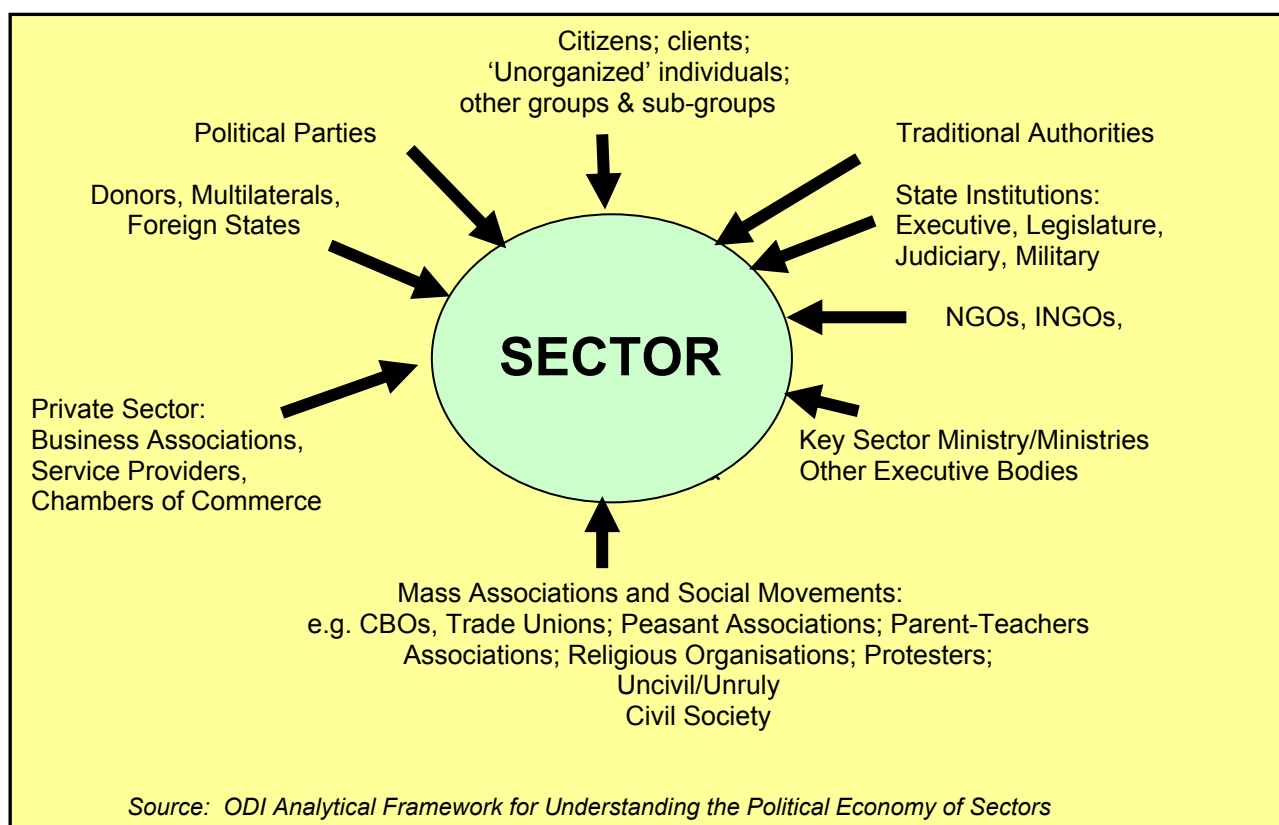 Citizens; clients;
‘Unorganized’ individuals;
other groups & sub-groups
Political Parties
Traditional Authorities
Donors, Multilaterals,
Foreign States
State Institutions:
Executive, Legislature,
Judiciary, Military
NGOs, INGOs,
SECTOR
Private Sector:
Business Associations,
Service Providers,
Chambers of Commerce
Key Sector Ministry/Ministries
Other Executive Bodies
Mass Associations and Social Movements:
e.g. CBOs, Trade Unions; Peasant Associations; Parent-Teachers
Associations; Religious Organisations; Protesters;
Uncivil/Unruly
Civil Society
Source: ODI Analytical Framework for Understanding the Political Economy of Sectors